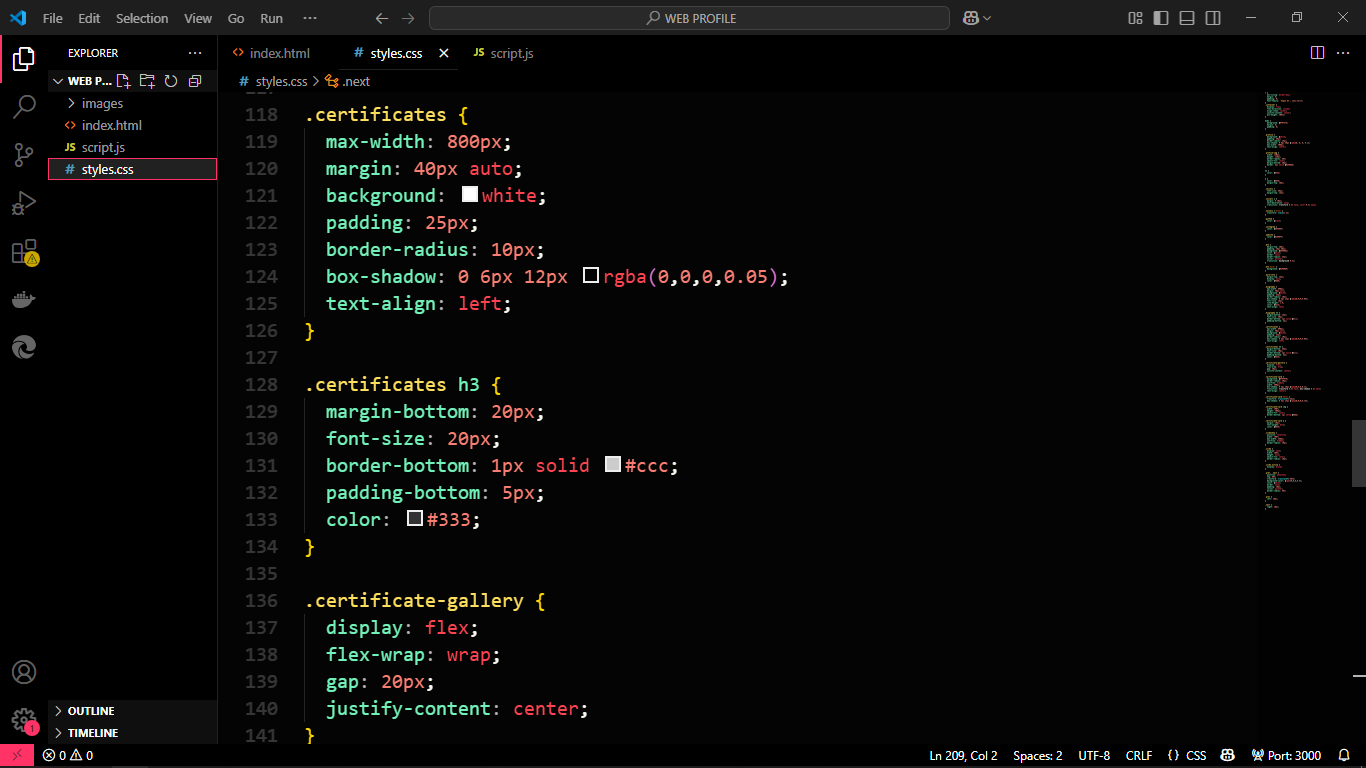 File Edit Selection View Go Run ··· WEB PROFILE
EXPLORER ···
index.html # styles.css JS script.js ···
WEB P...
# styles.css > .next
images
index.html
JS script.js
# styles.css
118 .certificates {
119 max-width: 800px;
120 margin: 40px auto;
121 background: white;
122 padding: 25px;
123 border-radius: 10px;
124 box-shadow: 0 6px 12px rgba(0,0,0,0.05);
125 text-align: left;
126 }
127
128 .certificates h3 {
129 margin-bottom: 20px;
130 font-size: 20px;
131 border-bottom: 1px solid #ccc;
132 padding-bottom: 5px;
133 color: #333;
134 }
135
136 .certificate-gallery {
137 display: flex;
138 flex-wrap: wrap;
139 gap: 20px;
140 justify-content: center;
141 }
OUTLINE
TIMELINE
1
0 0 Ln 209, Col 2 Spaces: 2 UTF-8 CRLF {} CSS Port: 3000